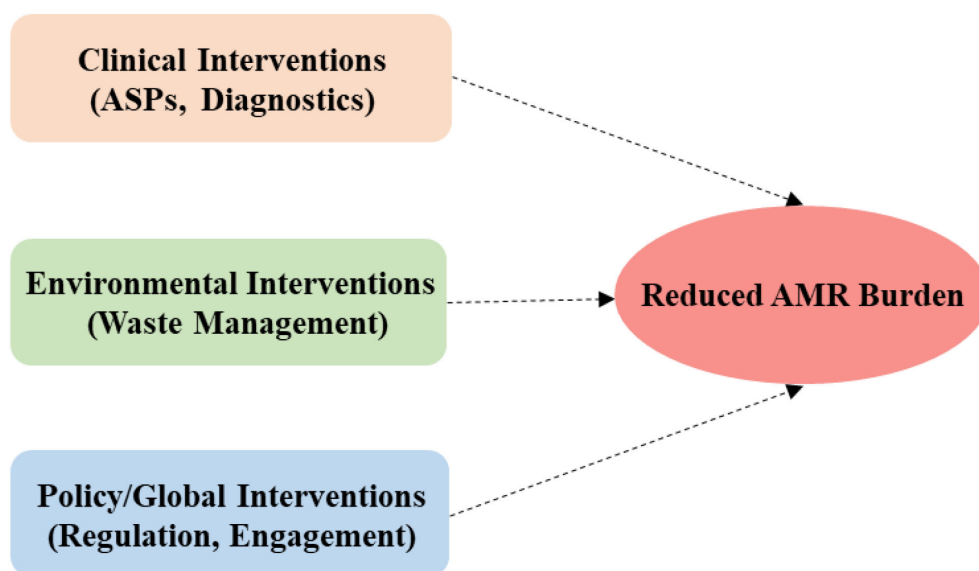 Clinical Interventions
(ASPs, Diagnostics)
Environmental Interventions
(Waste Management)
Reduced AMR Burden
Policy/Global Interventions
(Regulation, Engagement)